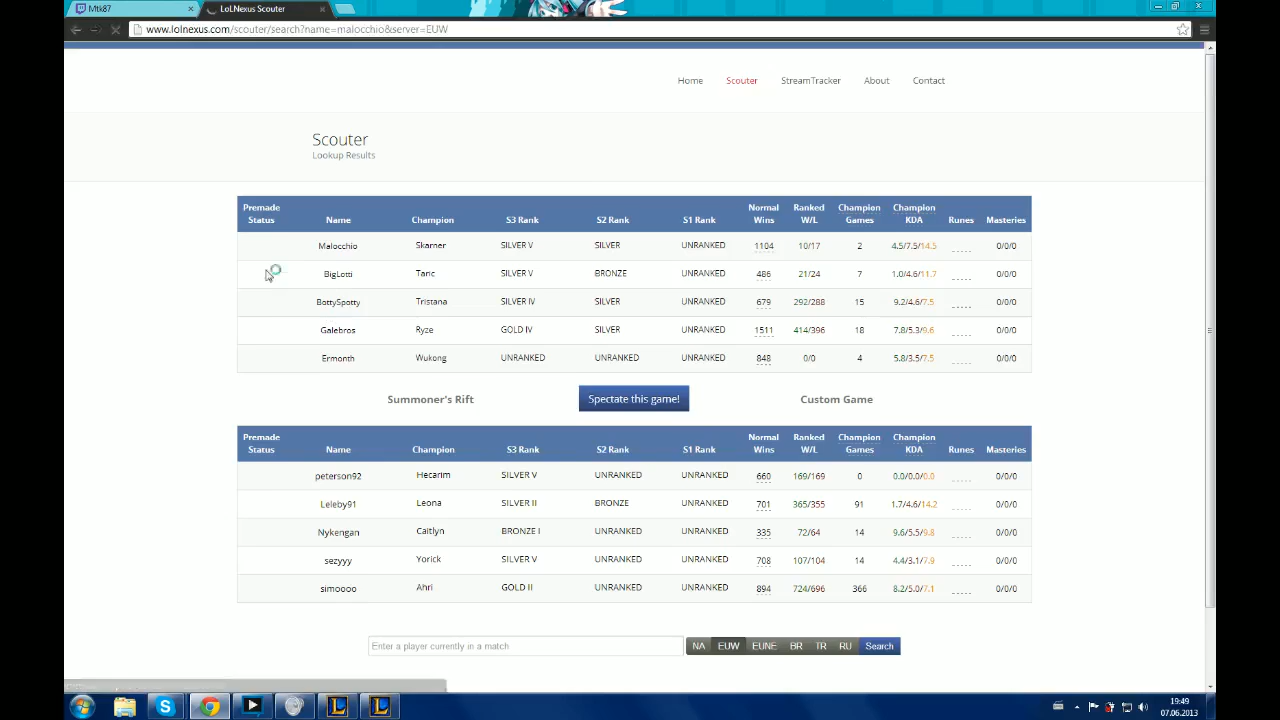 Mtk87
LoLNexus Scouter
www.lolnexus.com/scouter/search?name=malocchio&server=EUW
Home Scouter StreamTracker About Contact
Scouter
Lookup Results
Premade Status Name Champion S3 Rank S2 Rank S1 Rank Normal Wins Ranked W/L Champion Games Champion KDA Runes Masteries
Malocchio Skarner SILVER V SILVER UNRANKED 1104 10/17 2 4.5/7.5/14.5 0/0/0
BigLotti Taric SILVER V BRONZE UNRANKED 486 21/24 7 1.0/4.6/11.7 0/0/0
BottySpotty Tristana SILVER IV SILVER UNRANKED 679 292/288 15 9.2/4.6/7.5 0/0/0
Galebros Ryze GOLD IV SILVER UNRANKED 1511 414/396 18 7.8/5.3/9.6 0/0/0
Ermonth Wukong UNRANKED UNRANKED UNRANKED 848 0/0 4 5.8/3.5/7.5 0/0/0
Summoner's Rift Spectate this game! Custom Game
Premade Status Name Champion S3 Rank S2 Rank S1 Rank Normal Wins Ranked W/L Champion Games Champion KDA Runes Masteries
peterson92 Hecarim SILVER V UNRANKED UNRANKED 660 169/169 0 0.0/0.0/0.0 0/0/0
Leleby91 Leona SILVER II BRONZE UNRANKED 701 365/355 91 1.7/4.6/14.2 0/0/0
Nykengan Caitlyn BRONZE I UNRANKED UNRANKED 335 72/64 14 9.6/5.5/9.8 0/0/0
sezyyy Yorick SILVER V UNRANKED UNRANKED 708 107/104 14 4.4/3.1/7.9 0/0/0
simoooo Ahri GOLD II UNRANKED UNRANKED 894 724/696 366 8.2/5.0/7.1 0/0/0
Enter a player currently in a match NA EUW EUNE BR TR RU Search
19:49
07.06.2013